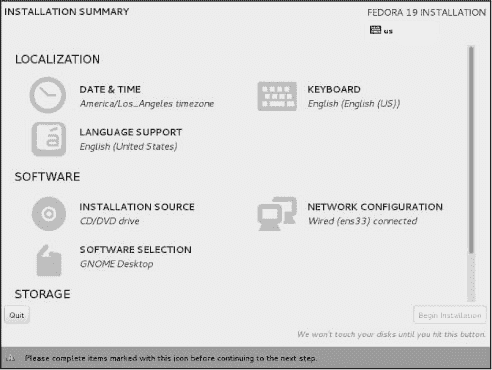 INSTALLATION SUMMARY
FEDORA 19 INSTALLATION
us
LOCALIZATION
DATE & TIME
America/Los_Angeles timezone
KEYBOARD
English (English (US))
LANGUAGE SUPPORT
English (United States)
SOFTWARE
INSTALLATION SOURCE
CD/DVD drive
NETWORK CONFIGURATION
Wired (ens33) connected
SOFTWARE SELECTION
GNOME Desktop
STORAGE
Quit
Begin Installation
We won't touch your disks until you hit this button.
Please complete items marked with this icon before continuing to the next step.